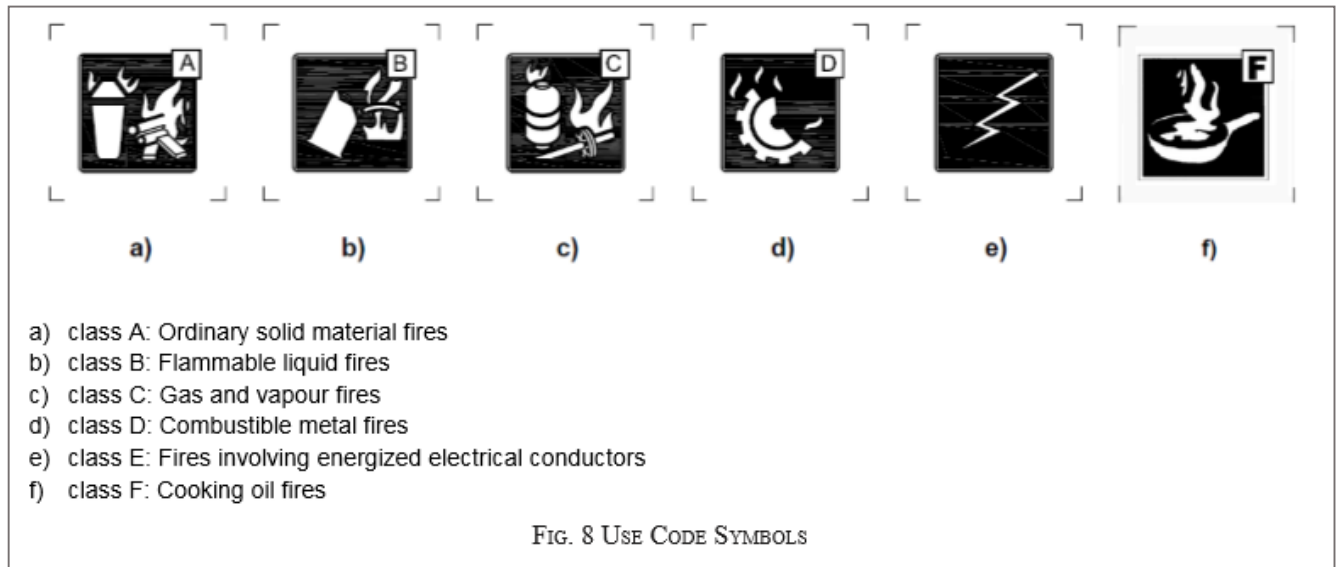 A B C D F
a) b) c) d) e) f)
a) class A: Ordinary solid material fires
b) class B: Flammable liquid fires
c) class C: Gas and vapour fires
d) class D: Combustible metal fires
e) class E: Fires involving energized electrical conductors
f) class F: Cooking oil fires
FIG. 8 USE CODE SYMBOLS